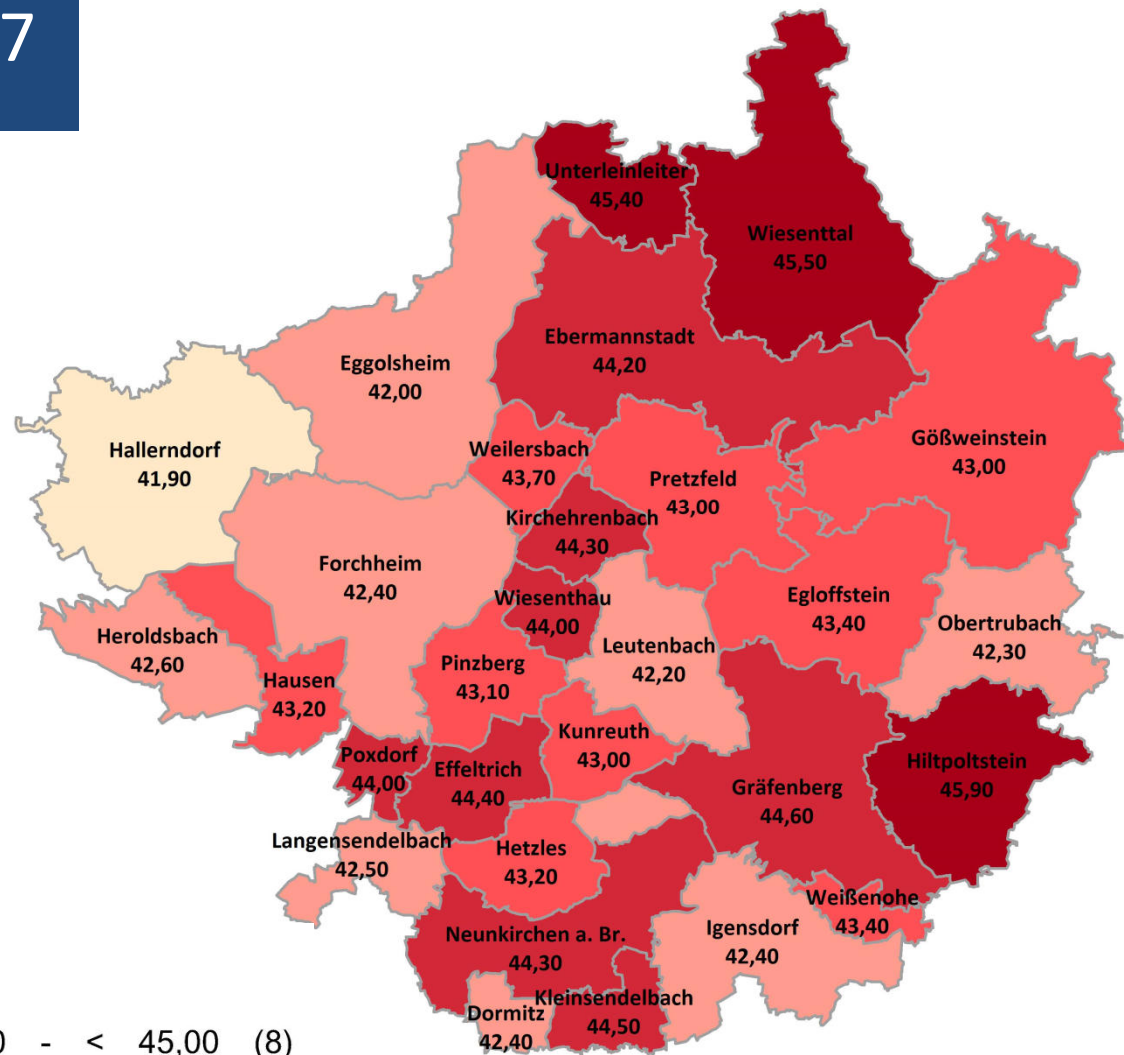 7
Unterleinleiter
45,40
Wiesenttal
45,50
Ebermannstadt
44,20
Eggolsheim
42,00
Hallerndorf
41,90
Weilersbach
43,70
Pretzfeld
43,00
Gößweinstein
43,00
Kirchehrenbach
44,30
Forchheim
42,40
Wiesenthau
44,00
Egloffstein
43,40
Obertrubach
42,30
Heroldsbach
42,60
Leutenbach
42,20
Hausen
43,20
Pinzberg
43,10
Kunreuth
43,00
Poxdorf
44,00
Effeltrich
44,40
Gräfenberg
44,60
Hiltpoltstein
45,90
Langensendelbach
42,50
Hetzles
43,20
Weißenohe
43,40
Neunkirchen a. Br.
44,30
Igensdorf
42,40
Dormitz
42,40
Kleinsendelbach
44,50
- < 45,00 (8)